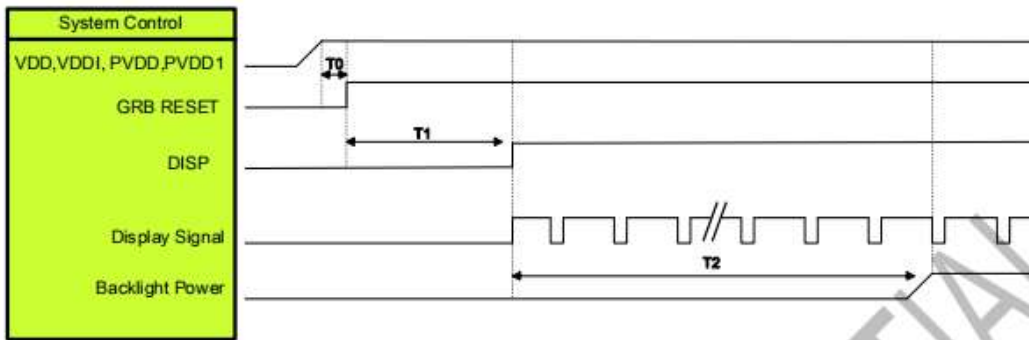 System Control
VDD,VDDI, PVDD,PVDD1
T0
GRB RESET
T1
DISP
Display Signal
T2
Backlight Power